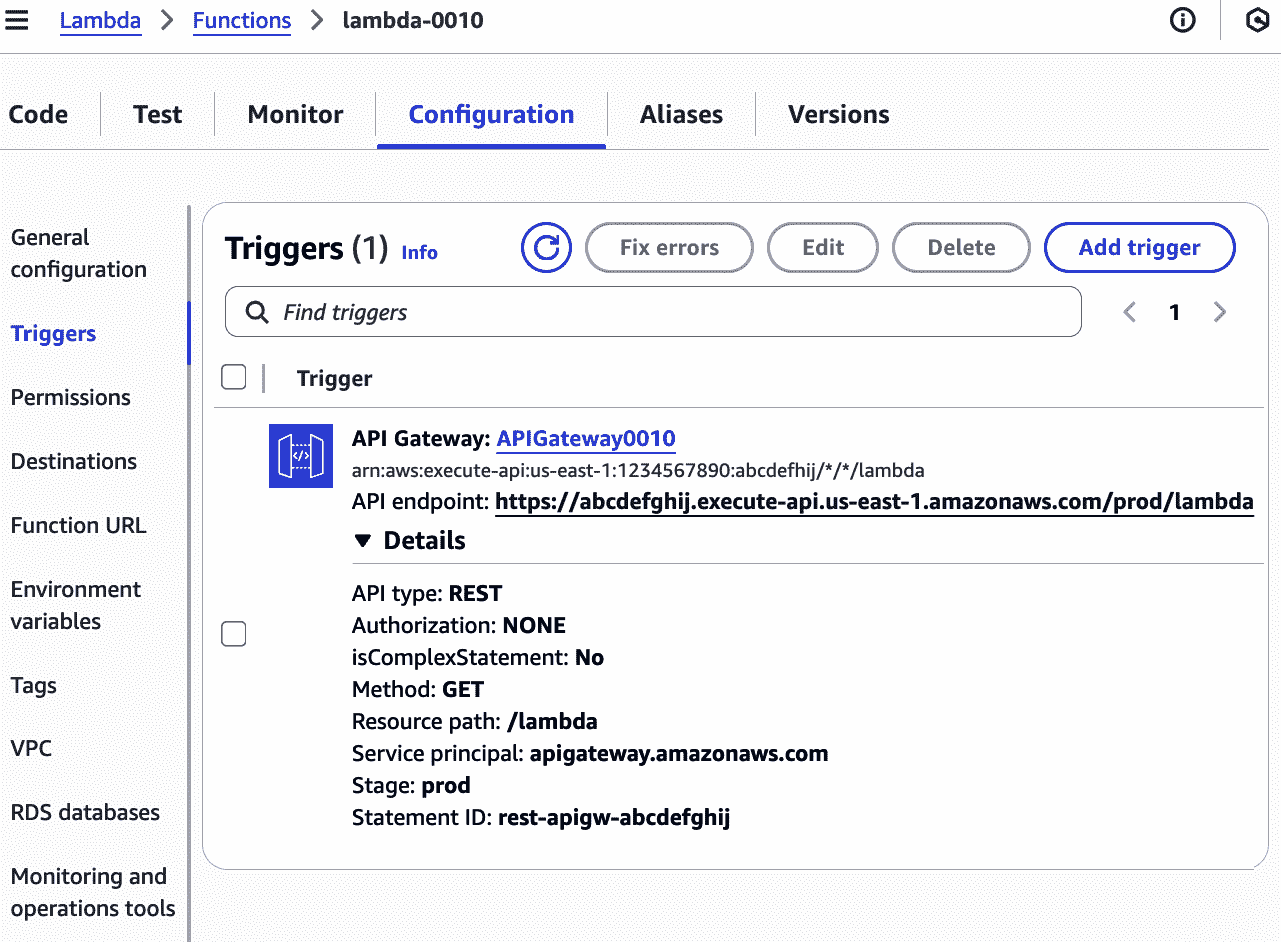 Lambda > Functions > lambda-0010
Code Test Monitor Configuration Aliases Versions
General
configuration
Triggers
Permissions
Destinations
Function URL
Environment
variables
Tags
VPC
RDS databases
Monitoring and
operations tools
Triggers (1) Info
Fix errors Edit Delete Add trigger
Find triggers
1
Trigger
API Gateway: APIGateway0010
arn:aws:execute-api:us-east-1:1234567890:abcdefhij/*/*/lambda
API endpoint: https://abcdefghij.execute-api.us-east-1.amazonaws.com/prod/lambda
▼ Details
API type: REST
Authorization: NONE
isComplexStatement: No
Method: GET
Resource path: /lambda
Service principal: apigateway.amazonaws.com
Stage: prod
Statement ID: rest-apigw-abcdefghij